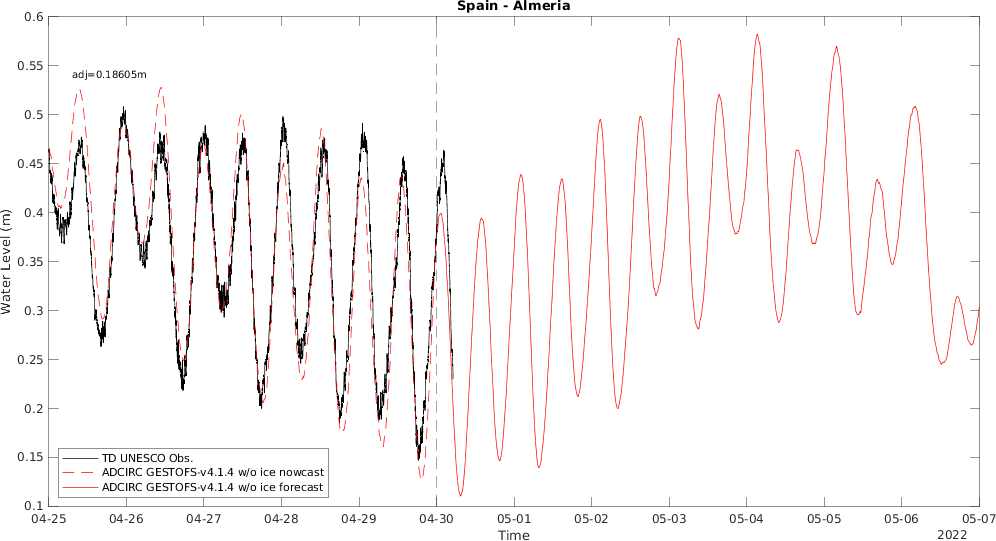 Spain - Almeria
0.6
0.55
0.5
0.45
0.4
0.35
0.3
0.25
0.2
0.15
0.1
Water Level (m)
adj=0.18605m
TD UNESCO Obs.
ADCIRC GESTOFS-v4.1.4 w/o ice nowcast
ADCIRC GESTOFS-v4.1.4 w/o ice forecast
04-25 04-26 04-27 04-28 04-29 04-30 05-01 05-02 05-03 05-04 05-05 05-06 05-07
Time
2022